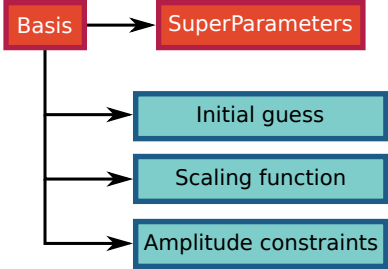 Basis
SuperParameters
Initial guess
Scaling function
Amplitude constraints